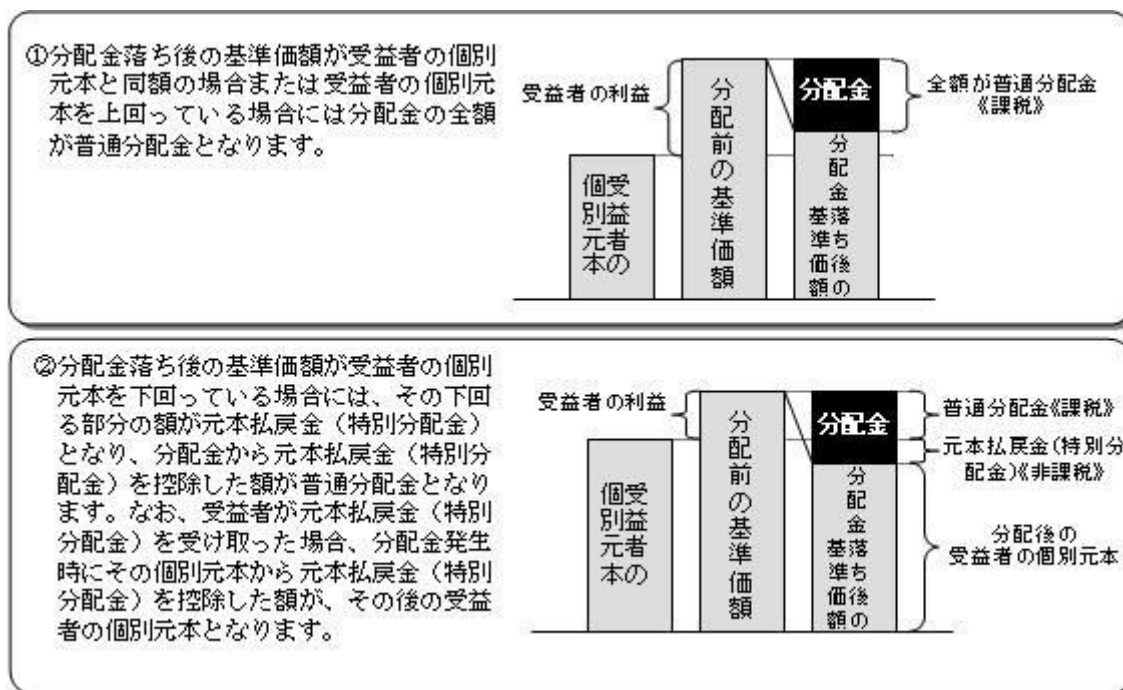 ①分配金落ち後の基準価額が受益者の個別
元本と同額の場合または受益者の個別元
本を上回っている場合には分配金の全額
が普通分配金となります。
受益者の利益
受益者の
個別元本
分配前の基準価額
分配金
分配金落ち後の
基準価額
全額が普通分配金
《課税》
②分配金落ち後の基準価額が受益者の個別
元本を下回っている場合には、その下回
る部分の額が元本払戻金（特別分配金）
となり、分配金から元本払戻金（特別分
配金）を控除した額が普通分配金となり
ます。なお、受益者が元本払戻金（特別
分配金）を受け取った場合、分配金発生
時にその個別元本から元本払戻金（特別
分配金）を控除した額が、その後の受益
者の個別元本となります。
受益者の利益
受益者の
個別元本
分配前の基準価額
分配金
分配金落ち後の
基準価額
普通分配金《課税》
元本払戻金(特別分
配金)《非課税》
分配後の
受益者の個別元本